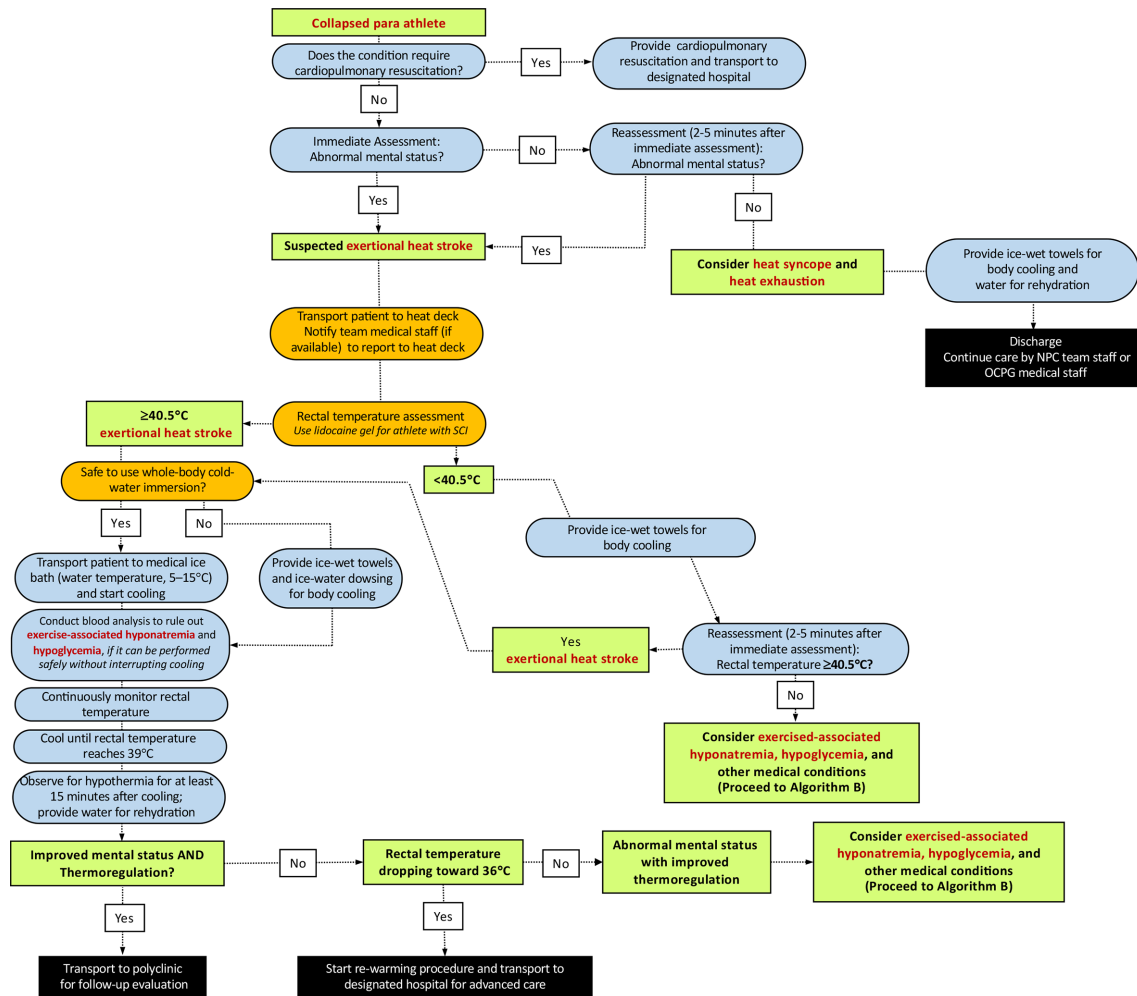 Collapsed para athlete
Does the condition require
cardiopulmonary resuscitation?
Yes
Provide cardiopulmonary
resuscitation and transport to
designated hospital
No
Immediate Assessment:
Abnormal mental status?
No
Reassessment (2-5 minutes after
immediate assessment):
Abnormal mental status?
Yes
No
Suspected exertional heat stroke
Yes
Consider heat syncope and
heat exhaustion
Provide ice-wet towels for
body cooling and
water for rehydration
Transport patient to heat deck
Notify team medical staff (if
available) to report to heat deck
Discharge
Continue care by NPC team staff or
OCPG medical staff
≥40.5°C
exertional heat stroke
Rectal temperature assessment
Use lidocaine gel for athlete with SCI
Safe to use whole-body cold-
water immersion?
<40.5°C
Yes
No
Provide ice-wet towels for
body cooling
Transport patient to medical ice
bath (water temperature, 5–15°C)
and start cooling
Provide ice-wet towels
and ice-water dowsing
for body cooling
Conduct blood analysis to rule out
exercise-associated hyponatremia and
hypoglycemia, if it can be performed
safely without interrupting cooling
Yes
exertional heat stroke
Reassessment (2-5 minutes after
immediate assessment):
Rectal temperature ≥40.5°C?
Continuously monitor rectal
temperature
No
Cool until rectal temperature
reaches 39°C
Consider exercised-associated
hyponatremia, hypoglycemia, and
other medical conditions
(Proceed to Algorithm B)
Observe for hypothermia for at least
15 minutes after cooling;
provide water for rehydration
Improved mental status AND
Thermoregulation?
No
Rectal temperature
dropping toward 36°C
No
Abnormal mental status
with improved
thermoregulation
Consider exercised-associated
hyponatremia, hypoglycemia, and
other medical conditions
(Proceed to Algorithm B)
Yes
Yes
Transport to polyclinic
for follow-up evaluation
Start re-warming procedure and transport to
designated hospital for advanced care